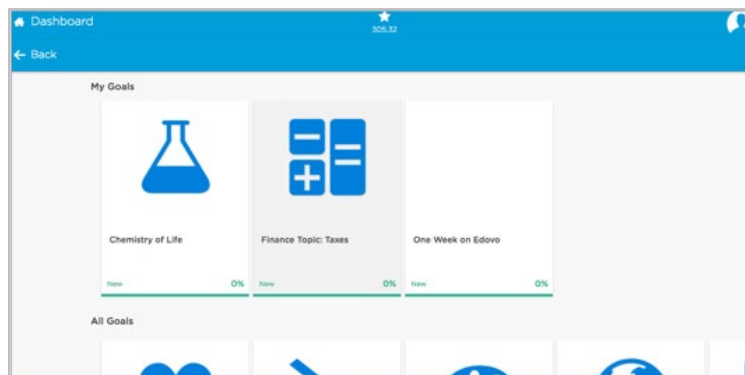 Dashboard
305.32
Back
My Goals
Chemistry of Life
Finance Topic: Taxes
One Week on Edovo
New 0%
New 0%
New 0%
All Goals